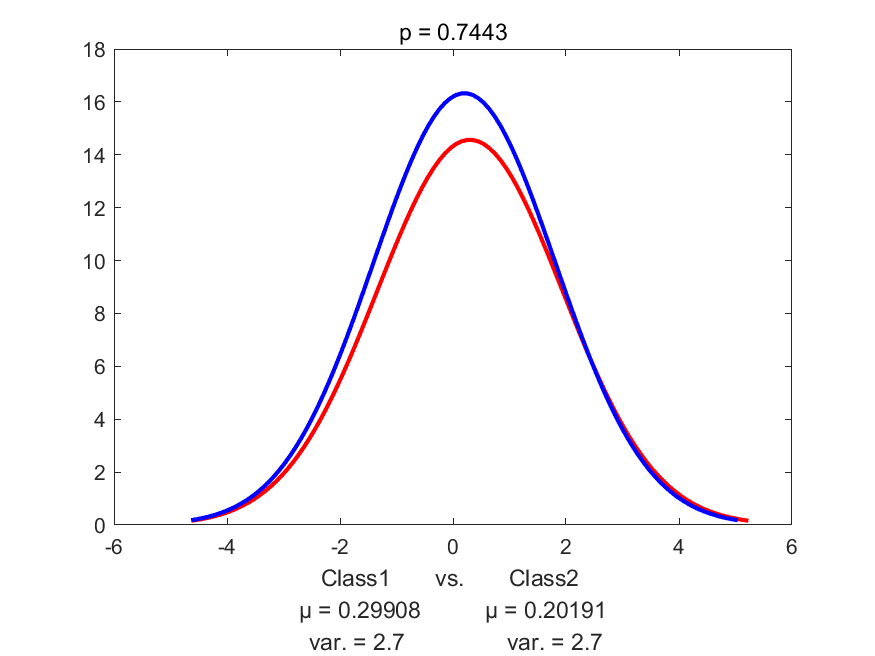 p = 0.7443
18
16
14
12
10
8
6
4
2
0
-6 -4 -2 0 2 4 6
Class1 vs. Class2
μ = 0.29908 μ = 0.20191
var. = 2.7 var. = 2.7